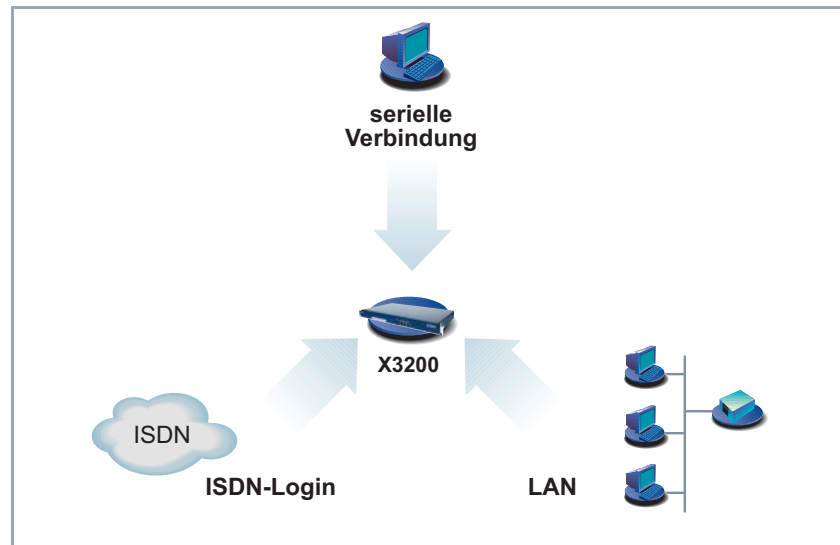 serielle
Verbindung
X3200
ISDN
ISDN-Login
LAN